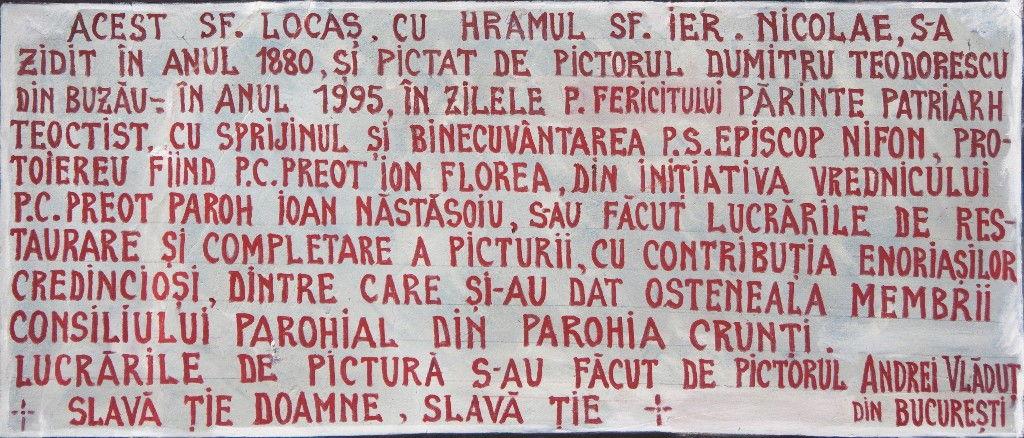 ACEST SF. LOCAȘ, CU HRAMUL SF. IER. NICOLAE, S-A
ZIDIT ÎN ANUL 1880, ȘI PICTAT DE PICTORUL DUMITRU TEODORESCU
DIN BUZĂU - ÎN ANUL 1995, ÎN ZILELE P. FERICITULUI PĂRINTE PATRIARH
TEOCTIST, CU SPRIJINUL ȘI BINECUVÂNTAREA P.S. EPISCOP NIFON, PRO-
TOIEREU FIIND P.C. PREOT ION FLOREA, DIN INIȚIATIVA VREDNICULUI
P.C. PREOT PAROH IOAN NĂSTĂSOIU, S-AU FĂCUT LUCRĂRILE DE RES-
TAURARE ȘI COMPLETARE A PICTURII, CU CONTRIBUȚIA ENORIAȘILOR
CREDINCIOȘI, DINTRE CARE ȘI-AU DAT OSTENEALA MEMBRII
CONSILIULUI PAROHIAL DIN PAROHIA CRUNȚI.
LUCRĂRILE DE PICTURĂ S-AU FĂCUT DE PICTORUL ANDREI VLĂDUȚ,
+ SLAVĂ ȚIE DOAMNE, SLAVĂ ȚIE + DIN BUCUREȘTI